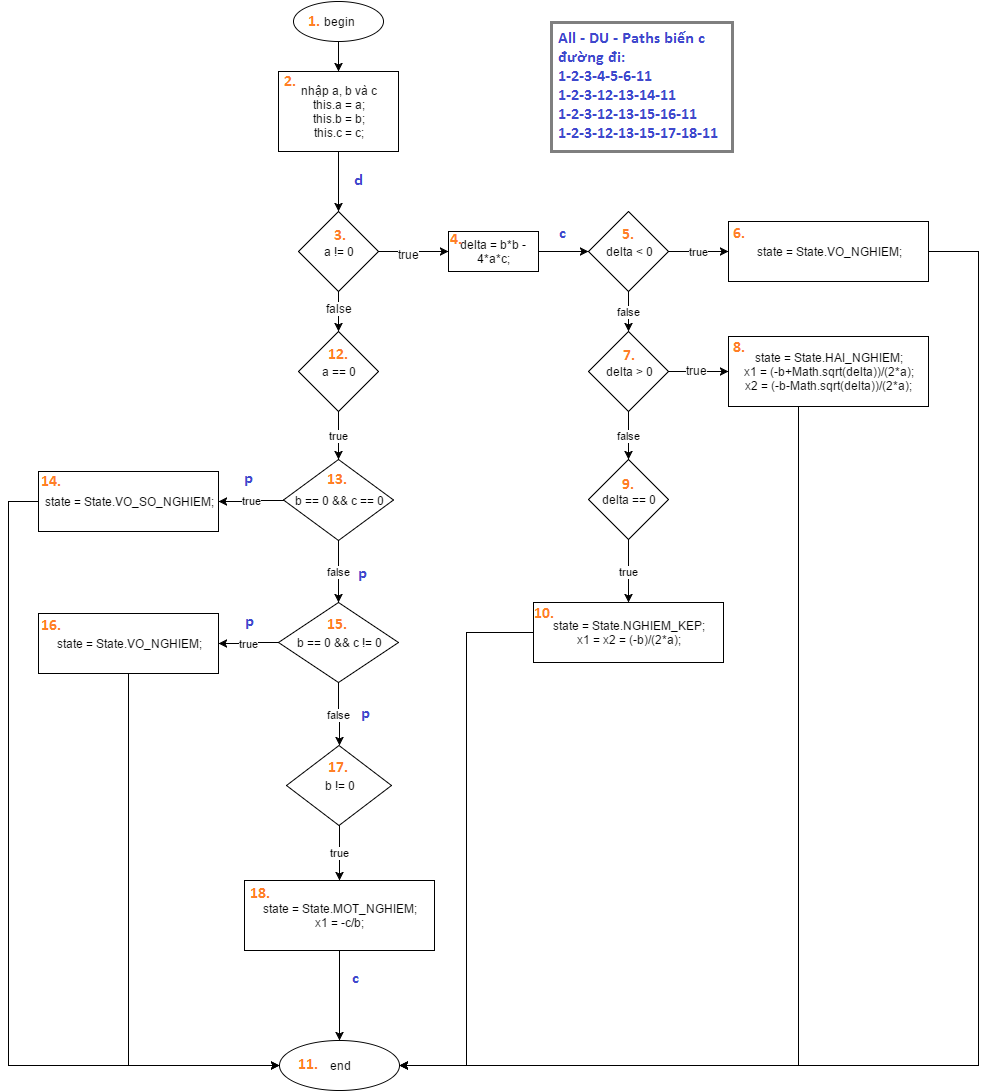 1. begin
All - DU - Paths biến c
đường đi:
1-2-3-4-5-6-11
1-2-3-12-13-14-11
1-2-3-12-13-15-16-11
1-2-3-12-13-15-17-18-11
2.
nhập a, b và c
this.a = a;
this.b = b;
this.c = c;
d
3.
a != 0
true
4.
delta = b*b -
4*a*c;
c
5.
delta < 0
true
6.
state = State.VO_NGHIEM;
false
false
12.
a == 0
7.
delta > 0
true
8.
state = State.HAI_NGHIEM;
x1 = (-b+Math.sqrt(delta))/(2*a);
x2 = (-b-Math.sqrt(delta))/(2*a);
true
false
14.
state = State.VO_SO_NGHIEM;
p
true
13.
b == 0 && c == 0
9.
delta == 0
false
p
true
16.
state = State.VO_NGHIEM;
p
true
15.
b == 0 && c != 0
10.
state = State.NGHIEM_KEP;
x1 = x2 = (-b)/(2*a);
false
p
17.
b != 0
true
18.
state = State.MOT_NGHIEM;
x1 = -c/b;
c
11. end